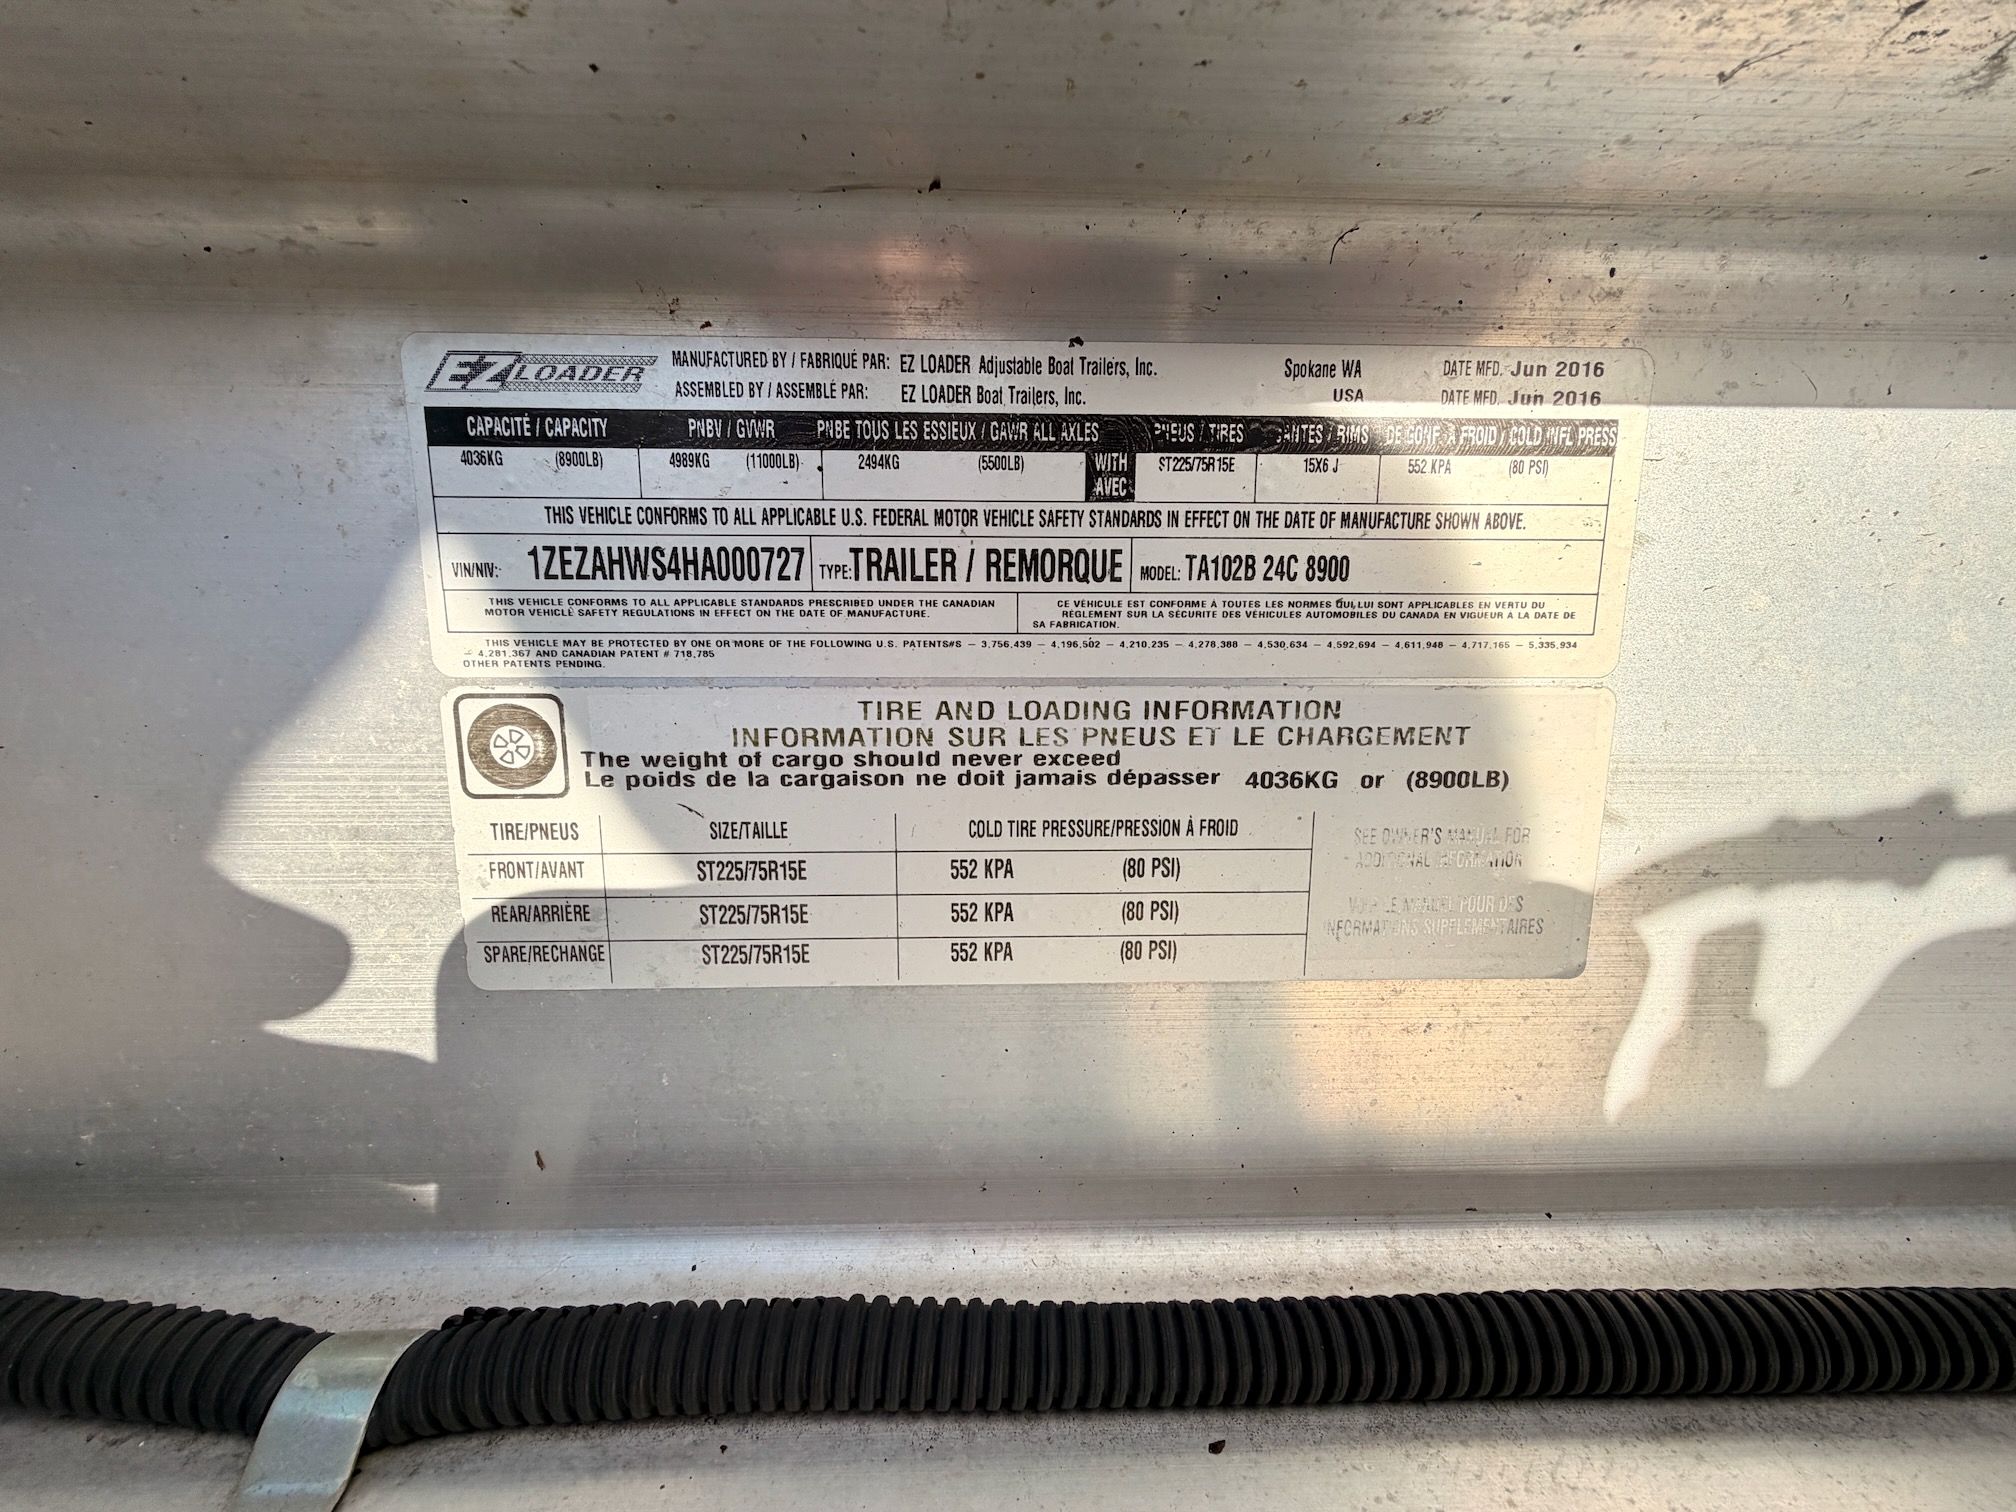 EZ LOADER MANUFACTURED BY / FABRIQUÉ PAR: EZ LOADER Adjustable Boat Trailers, Inc. Spokane WA DATE MFD. Jun 2016
ASSEMBLED BY / ASSEMBLÉ PAR: EZ LOADER Boat Trailers, Inc. USA DATE MFD. Jun 2016
CAPACITÉ / CAPACITY PNBV / GVWR PNBE TOUS LES ESSIEUX / GAWR ALL AXLES PNEUS / TIRES JANTES / RIMS DE GONF. A FROID / COLD INFL PRESS
4036KG (8900LB) 4989KG (11000LB) 2494KG (5500LB) WITH ST225/75R15E 15X6 J 552 KPA (80 PSI)
AVEC
THIS VEHICLE CONFORMS TO ALL APPLICABLE U.S. FEDERAL MOTOR VEHICLE SAFETY STANDARDS IN EFFECT ON THE DATE OF MANUFACTURE SHOWN ABOVE.
VIN/NIV: 1ZEZAHWS4HA000727 TYPE: TRAILER / REMORQUE MODEL: TA102B 24C 8900
THIS VEHICLE CONFORMS TO ALL APPLICABLE STANDARDS PRESCRIBED UNDER THE CANADIAN
MOTOR VEHICLE SAFETY REGULATIONS IN EFFECT ON THE DATE OF MANUFACTURE.
CE VÉHICULE EST CONFORME À TOUTES LES NORMES QUI LUI SONT APPLICABLES EN VERTU DU
RÈGLEMENT SUR LA SÉCURITÉ DES VÉHICULES AUTOMOBILES DU CANADA EN VIGUEUR À LA DATE DE
SA FABRICATION.
THIS VEHICLE MAY BE PROTECTED BY ONE OR MORE OF THE FOLLOWING U.S. PATENTS#S – 3,756,439 – 4,196,502 – 4,210,235 – 4,278,388 – 4,530,634 – 4,592,694 – 4,611,948 – 4,717,165 – 5,335,934
– 4,281,367 AND CANADIAN PATENT # 718,785
OTHER PATENTS PENDING.
TIRE AND LOADING INFORMATION
INFORMATION SUR LES PNEUS ET LE CHARGEMENT
The weight of cargo should never exceed
Le poids de la cargaison ne doit jamais dépasser 4036KG or (8900LB)
TIRE/PNEUS SIZE/TAILLE COLD TIRE PRESSURE/PRESSION À FROID
FRONT/AVANT ST225/75R15E 552 KPA (80 PSI)
REAR/ARRIÈRE ST225/75R15E 552 KPA (80 PSI)
SPARE/RECHANGE ST225/75R15E 552 KPA (80 PSI)
SEE OWNER'S MANUAL FOR
ADDITIONAL INFORMATION
VOIR LE MANUEL POUR DES
INFORMATIONS SUPPLEMENTAIRES